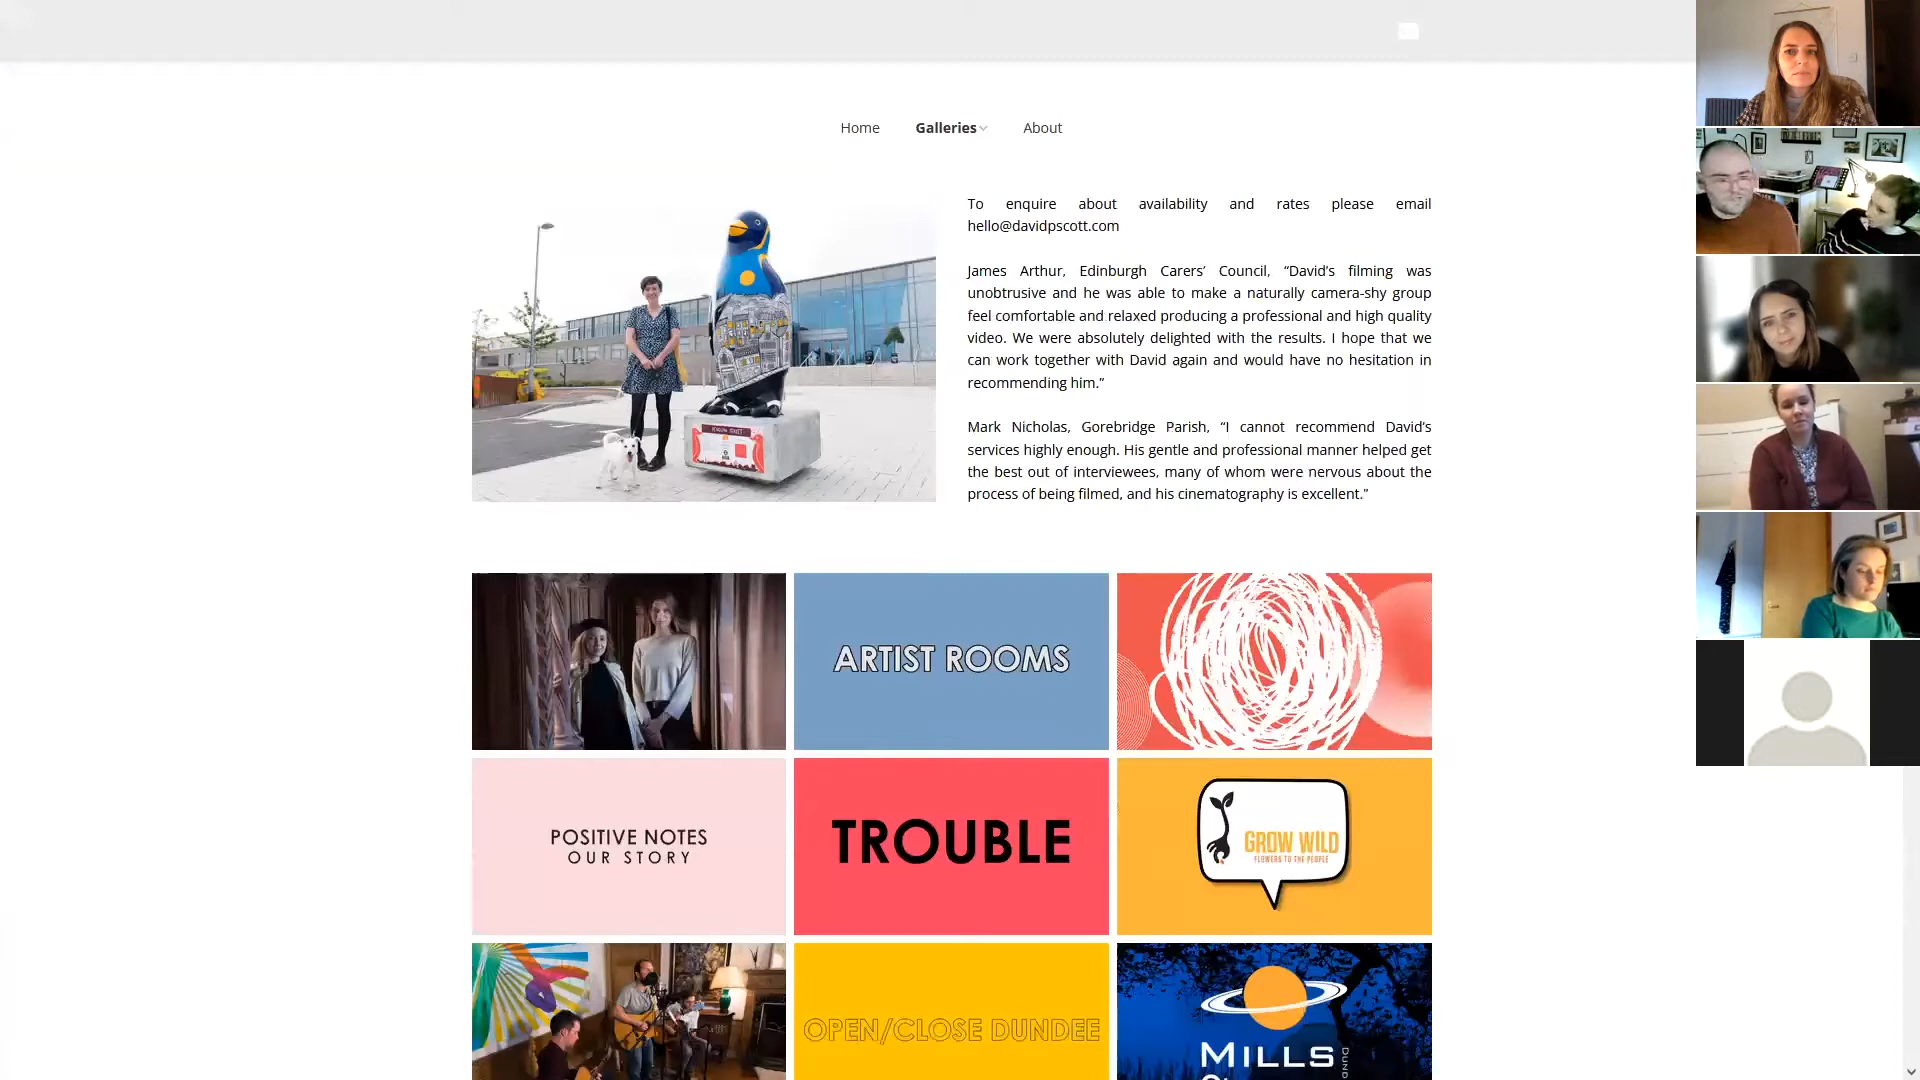 Home Galleries About
To enquire about availability and rates please email
hello@davidpscott.com
James Arthur, Edinburgh Carers’ Council, “David’s filming was
unobtrusive and he was able to make a naturally camera-shy group
feel comfortable and relaxed producing a professional and high quality
video. We were absolutely delighted with the results. I hope that we
can work together with David again and would have no hesitation in
recommending him.”
Mark Nicholas, Gorebridge Parish, “I cannot recommend David’s
services highly enough. His gentle and professional manner helped get
the best out of interviewees, many of whom were nervous about the
process of being filmed, and his cinematography is excellent.”
ARTIST ROOMS
POSITIVE NOTES
OUR STORY
TROUBLE
GROW WILD
FLOWERS TO THE PEOPLE
OPEN/CLOSE DUNDEE
MILLS